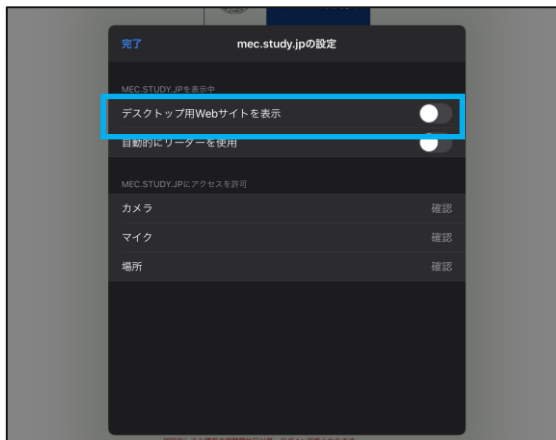 完了
mec.study.jpの設定
MEC.STUDY.JPを表示中
デスクトップ用Webサイトを表示
自動的にリーダーを使用
MEC.STUDY.JPにアクセスを許可
カメラ 確認
マイク 確認
場所 確認